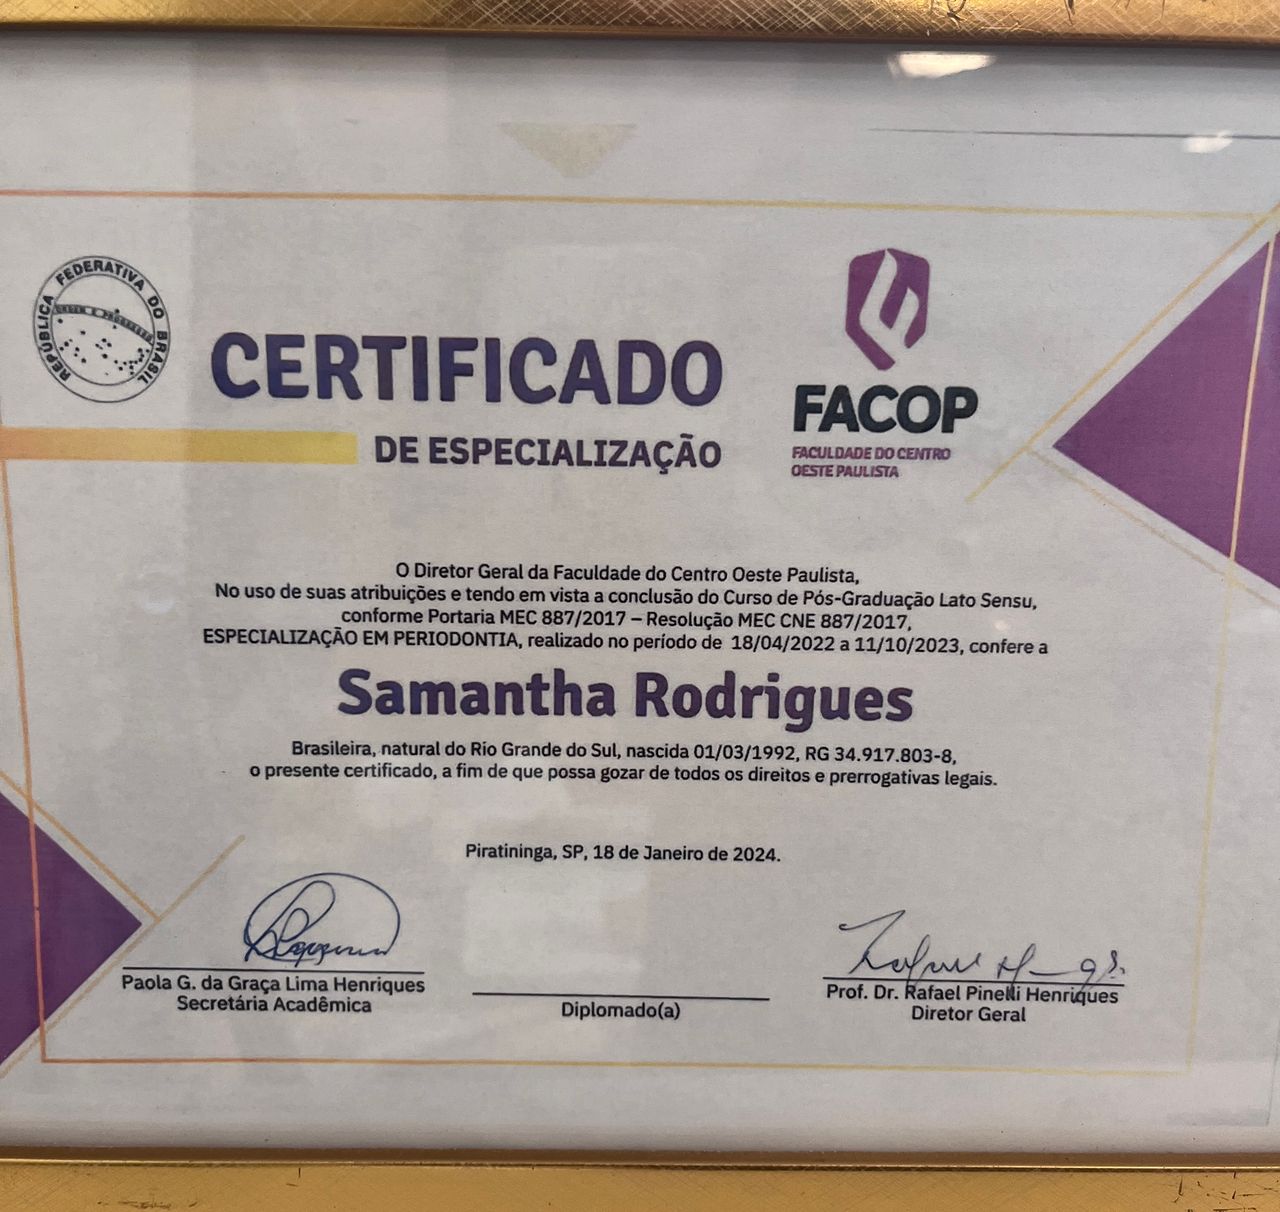 REPÚBLICA FEDERATIVA DO BRASIL
ORDEM E PROGRESSO
CERTIFICADO
DE ESPECIALIZAÇÃO
FACOP
FACULDADE DO CENTRO
OESTE PAULISTA
O Diretor Geral da Faculdade do Centro Oeste Paulista,
No uso de suas atribuições e tendo em vista a conclusão do Curso de Pós-Graduação Lato Sensu,
conforme Portaria MEC 887/2017 – Resolução MEC CNE 887/2017,
ESPECIALIZAÇÃO EM PERIODONTIA, realizado no período de 18/04/2022 a 11/10/2023, confere a
Samantha Rodrigues
Brasileira, natural do Rio Grande do Sul, nascida 01/03/1992, RG 34.917.803-8,
o presente certificado, a fim de que possa gozar de todos os direitos e prerrogativas legais.
Piratininga, SP, 18 de Janeiro de 2024.
Paola G. da Graça Lima Henriques
Secretária Acadêmica
Diplomado(a)
Prof. Dr. Rafael Pinelli Henriques
Diretor Geral